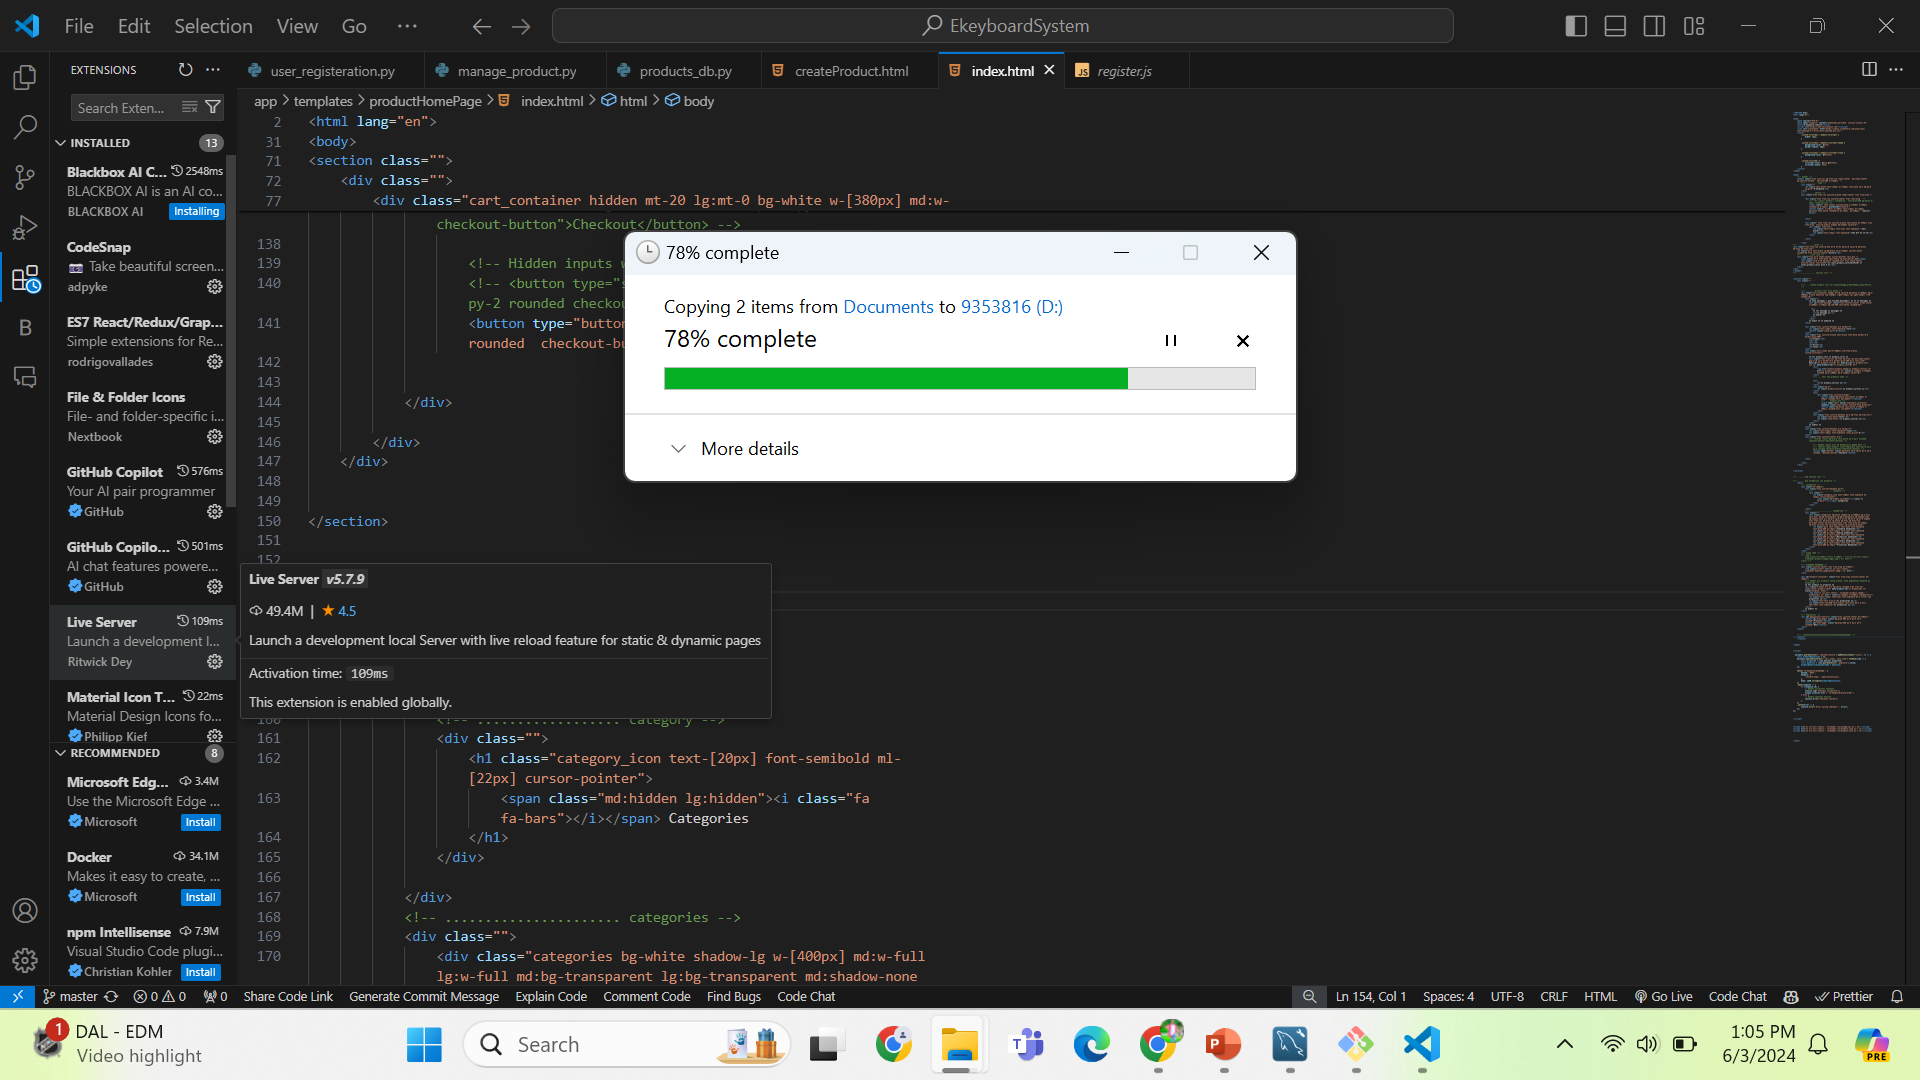 File Edit Selection View Go ··· EkeyboardSystem
EXTENSIONS
Search Exten...
INSTALLED 13
Blackbox AI C... 2548ms
BLACKBOX AI is an AI co...
BLACKBOX AI Installing
CodeSnap
Take beautiful screen...
adpyke
ES7 React/Redux/Grap...
Simple extensions for Re...
rodrigovallades
File & Folder Icons
File- and folder-specific i...
Nextbook
GitHub Copilot 576ms
Your AI pair programmer
GitHub
GitHub Copilo... 501ms
AI chat features powere...
GitHub
Live Server 109ms
Launch a development l...
Ritwick Dey
Material Icon T... 22ms
Material Design Icons fo...
Philipp Kief
RECOMMENDED 8
Microsoft Edg... 3.4M
Use the Microsoft Edge ...
Microsoft Install
Docker 34.1M
Makes it easy to create, ...
Microsoft Install
npm Intellisense 7.9M
Visual Studio Code plugi...
Christian Kohler Install
user_registeration.py manage_product.py products_db.py createProduct.html index.html JS register.js
app > templates > productHomePage > index.html > html > body
2 <html lang="en">
31 <body>
71 <section class="">
72 <div class="">
77 <div class="cart_container hidden mt-20 lg:mt-0 bg-white w-[380px] md:w-
checkout-button">Checkout</button> -->
138
139 <!-- Hidden inputs
140 <!-- <button type="
py-2 rounded checkou
141 <button type="button
rounded checkout-bu
142
143
144 </div>
145
146 </div>
147 </div>
148
149
150 </section>
151
152
78% complete
Copying 2 items from Documents to 9353816 (D:)
78% complete
More details
Live Server v5.7.9
49.4M | ★ 4.5
Launch a development local Server with live reload feature for static & dynamic pages
Activation time: 109ms
This extension is enabled globally.
160 <!-- .................. category -->
161 <div class="">
162 <h1 class="category_icon text-[20px] font-semibold ml-
[22px] cursor-pointer">
163 <span class="md:hidden lg:hidden"><i class="fa
fa-bars"></i></span> Categories
164 </h1>
165 </div>
166
167 </div>
168 <!-- ...................... categories -->
169 <div class="">
170 <div class="categories bg-white shadow-lg w-[400px] md:w-full
lg:w-full md:bg-transparent lg:bg-transparent md:shadow-none
master 0 0 0 Share Code Link Generate Commit Message Explain Code Comment Code Find Bugs Code Chat Ln 154, Col 1 Spaces: 4 UTF-8 CRLF HTML Go Live Code Chat Prettier
1 DAL - EDM
Video highlight
Search
1:05 PM
6/3/2024
PRE